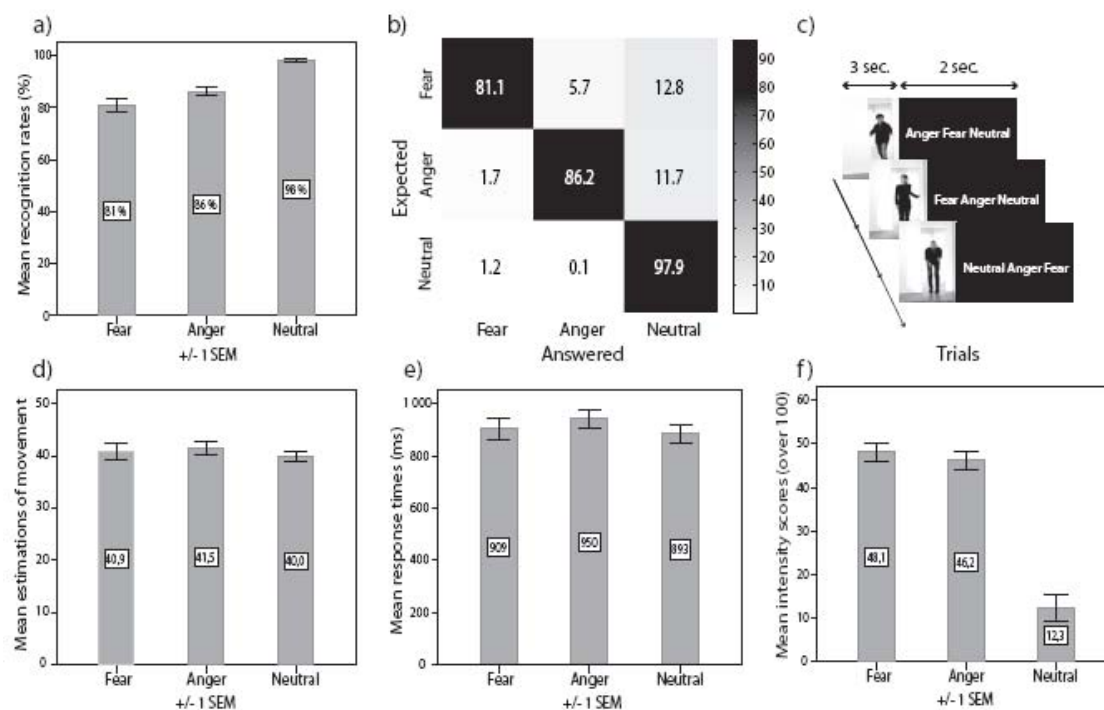 a)
Mean recognition rates (%)
100
80
60
40
20
0
81 %
86 %
98 %
Fear Anger Neutral
+/- 1 SEM
b)
Expected
Fear
Anger
Neutral
81.1 5.7 12.8
1.7 86.2 11.7
1.2 0.1 97.9
Fear Anger Neutral
Answered
90
80
70
60
50
40
30
20
10
c)
3 sec. 2 sec.
Anger Fear Neutral
Fear Anger Neutral
Neutral Anger Fear
Trials
d)
Mean estimations of movement
50
40
30
20
10
0
40,9
41,5
40,0
Fear Anger Neutral
+/- 1 SEM
e)
Mean response times (ms)
1 000
800
600
400
200
0
909
950
893
Fear Anger Neutral
+/- 1 SEM
f)
Mean intensity scores (over 100)
60
50
40
30
20
10
0
48,1
46,2
12,3
Fear Anger Neutral
+/- 1 SEM